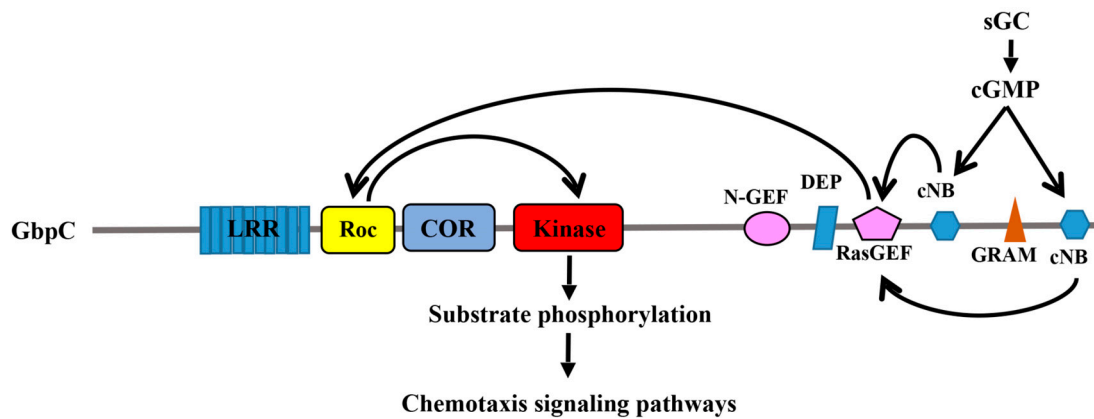 sGC
cGMP
DEP
cNB
N-GEF
GbpC
LRR
Roc
COR
Kinase
RasGEF
GRAM
cNB
Substrate phosphorylation
Chemotaxis signaling pathways